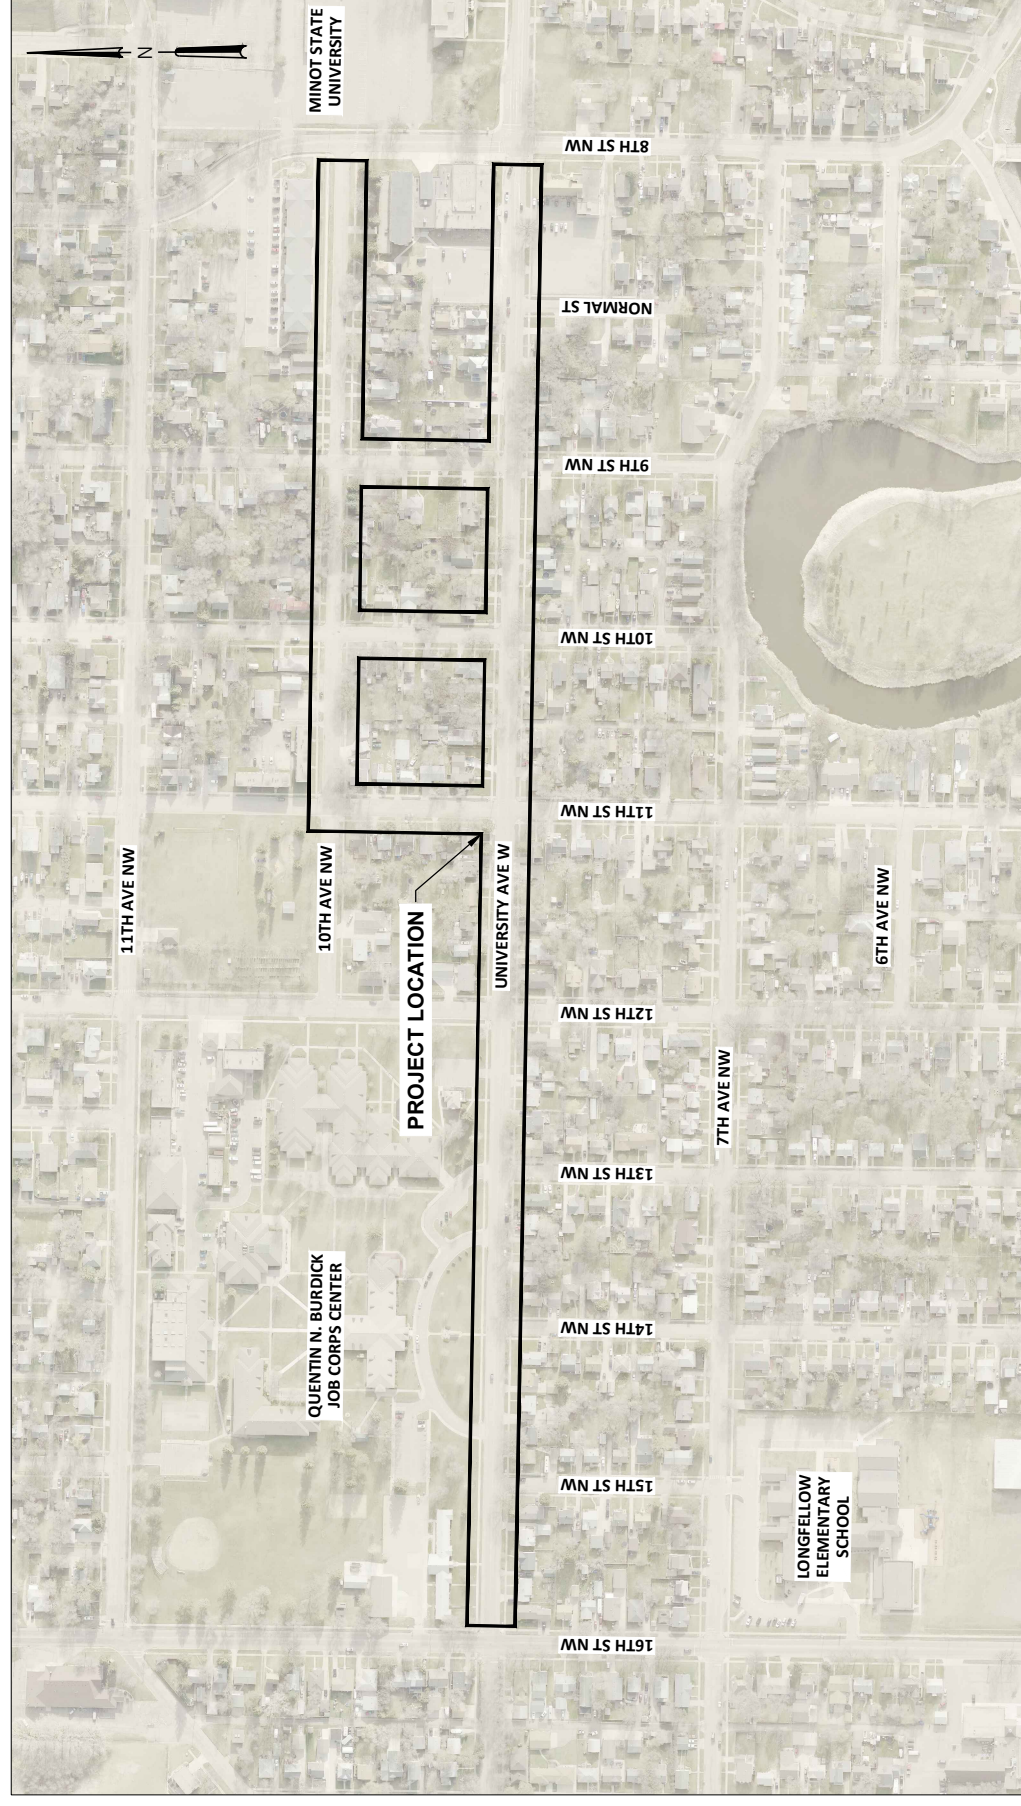 N
MINOT STATE
UNIVERSITY
8TH ST NW
NORMAL ST
9TH ST NW
10TH ST NW
11TH ST NW
11TH AVE NW
10TH AVE NW
PROJECT LOCATION
UNIVERSITY AVE W
6TH AVE NW
12TH ST NW
7TH AVE NW
13TH ST NW
QUENTIN N. BURDICK
JOB CORPS CENTER
14TH ST NW
15TH ST NW
LONGFELLOW
ELEMENTARY
SCHOOL
16TH ST NW